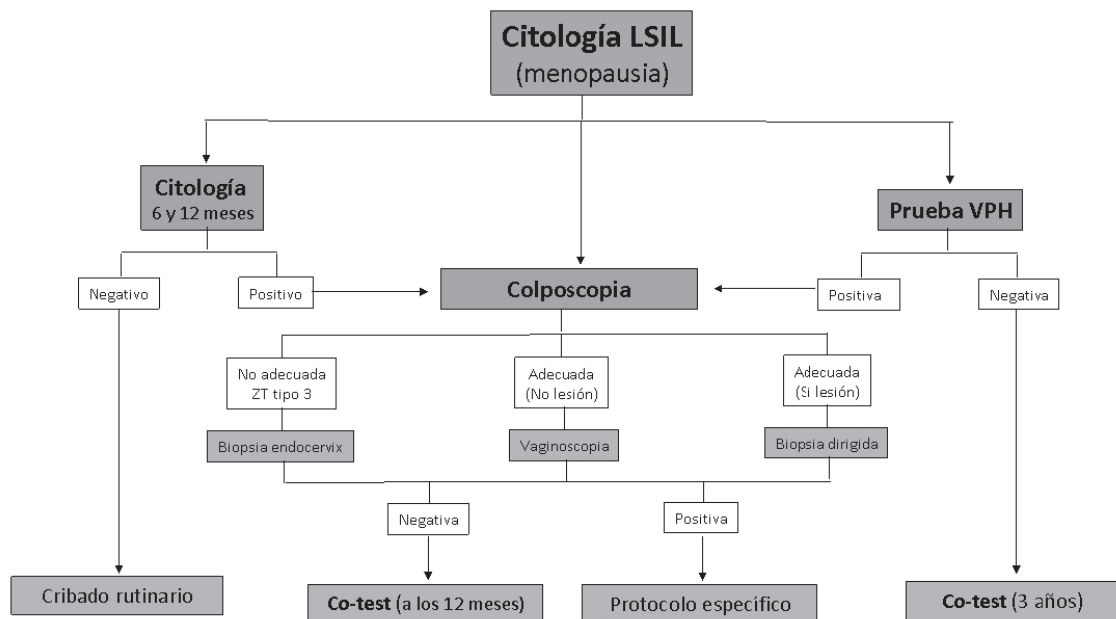 Citología LSIL
(menopausia)
Citología
6 y 12 meses
Prueba VPH
Negativo
Positivo
Colposcopia
Positiva
Negativa
No adecuada
ZT tipo 3
Adecuada
(No lesión)
Adecuada
(Si lesión)
Biopsia endocervix
Vaginoscopia
Biopsia dirigida
Negativa
Positiva
Cribado rutinario
Co-test (a los 12 meses)
Protocolo específico
Co-test (3 años)